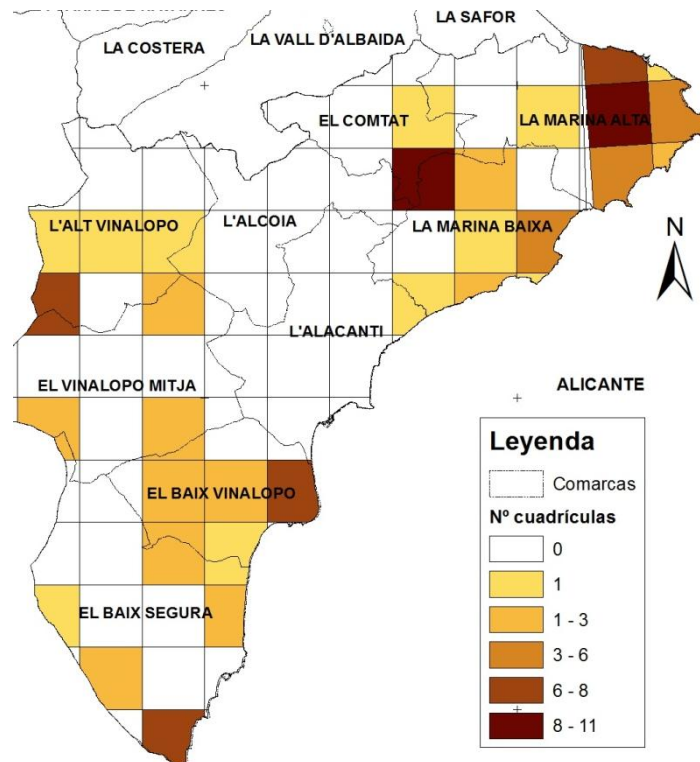 LA SAFOR
LA COSTERA
LA VALL D'ALBAIDA
EL COMTAT
LA MARINA ALTA
L'ALT VINALOPO
L'ALCOIA
LA MARINA BAIXA
N
L'ALACANTI
EL VINALOPO MITJA
ALICANTE
EL BAIX VINALOPO
EL BAIX SEGURA
Leyenda
Comarcas
Nº cuadrículas
0
1
1 - 3
3 - 6
6 - 8
8 - 11